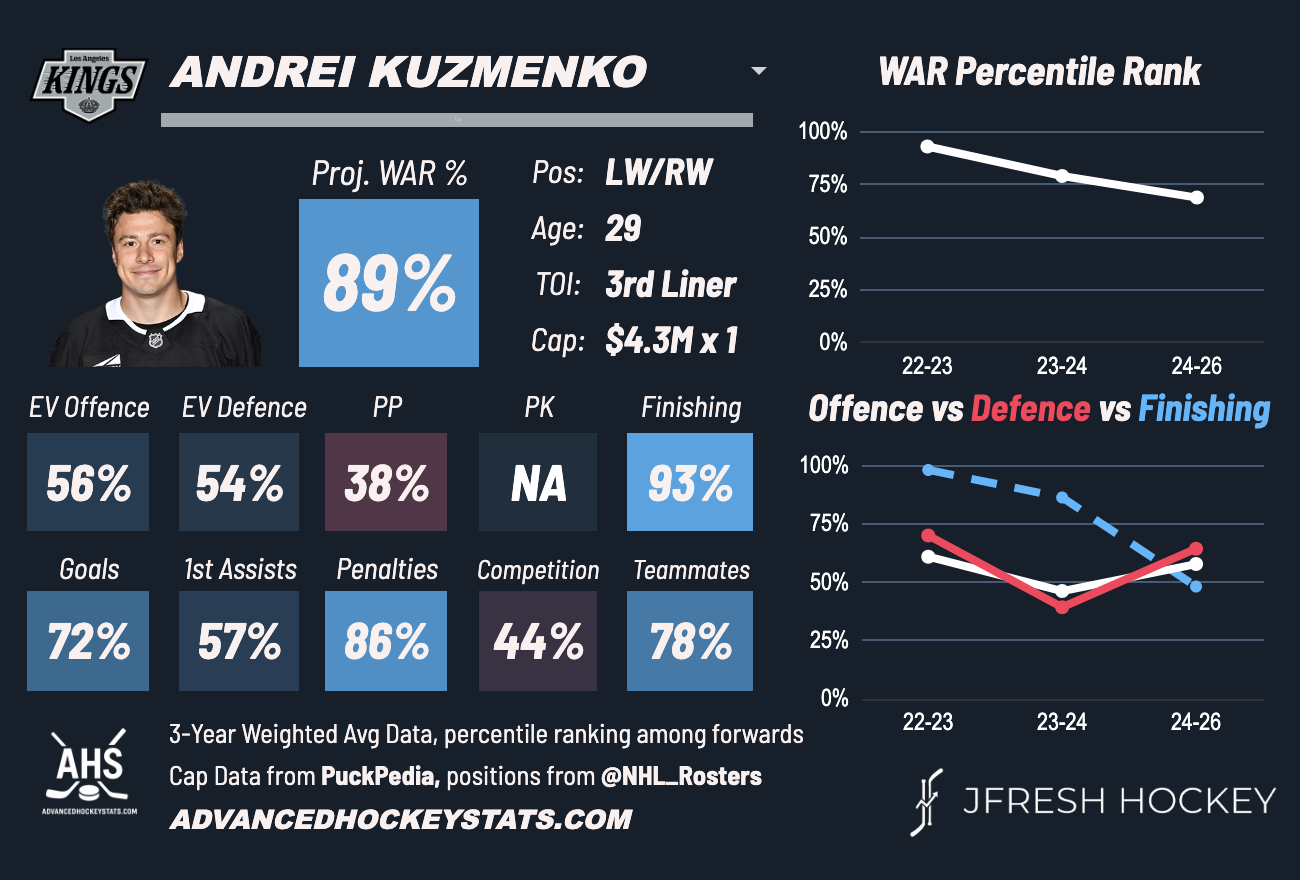 Los Angeles
KINGS
ANDREI KUZMENKO
Proj. WAR %
89%
Pos: LW/RW
Age: 29
TOI: 3rd Liner
Cap: $4.3M x 1
EV Offence EV Defence PP PK Finishing
56% 54% 38% NA 93%
Goals 1st Assists Penalties Competition Teammates
72% 57% 86% 44% 78%
WAR Percentile Rank
100%
75%
50%
25%
0%
22-23 23-24 24-26
Offence vs Defence vs Finishing
100%
75%
50%
25%
0%
22-23 23-24 24-26
AHS
ADVANCEDHOCKEYSTATS.COM
3-Year Weighted Avg Data, percentile ranking among forwards
Cap Data from PuckPedia, positions from @NHL_Rosters
ADVANCEDHOCKEYSTATS.COM
JFRESH HOCKEY